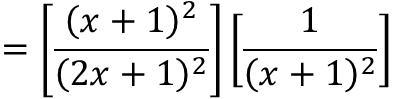 = [(x + 1)²/(2x + 1)²] [1/(x + 1)²]